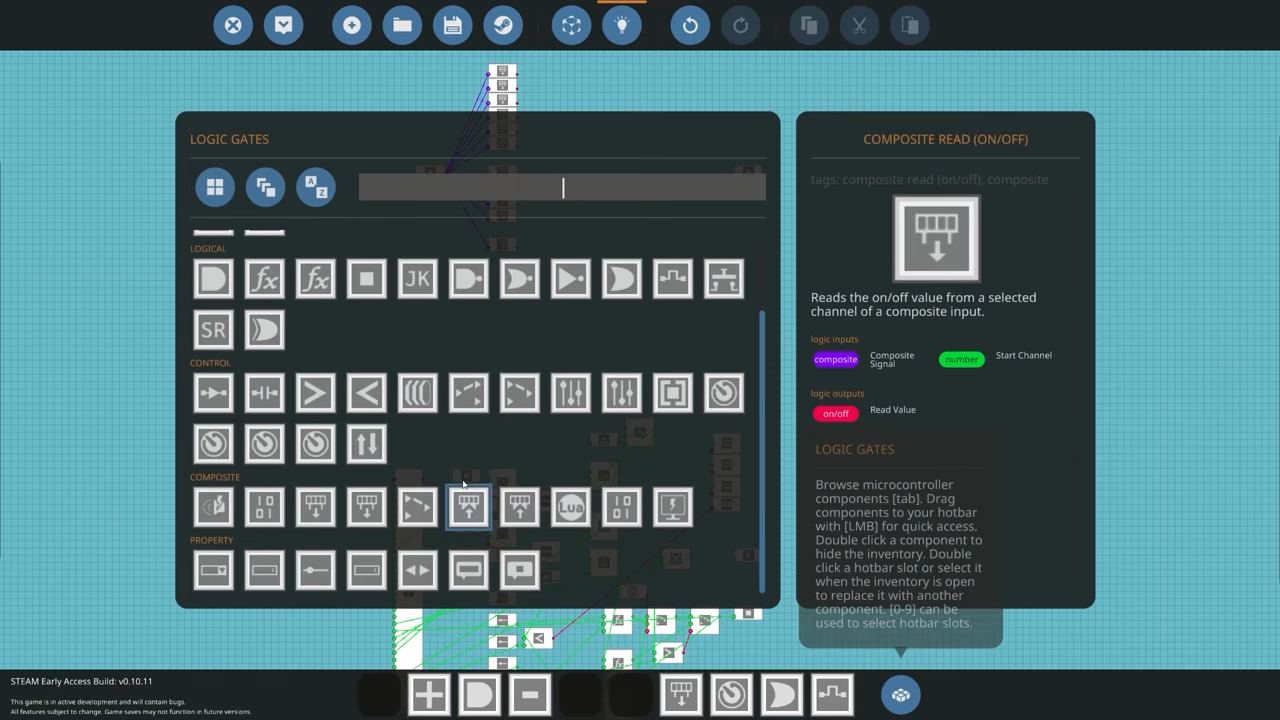 LOGIC GATES
A
Z
LOGICAL
fx
fx
JK
SR
CONTROL
COMPOSITE
Lua
PROPERTY
COMPOSITE READ (ON/OFF)
tags: composite read (on/off), composite
Reads the on/off value from a selected
channel of a composite input.
logic inputs
composite
Composite
Signal
number
Start Channel
logic outputs
on/off
Read Value
LOGIC GATES
Browse microcontroller
components [tab]. Drag
components to your hotbar
with [LMB] for quick access.
Double click a component to
hide the inventory. Double
click a hotbar slot or select it
when the inventory is open
to replace it with another
component. [0-9] can be
used to select hotbar slots.
STEAM Early Access Build: v0.10.11
This game is in active development and will contain bugs.
All features subject to change. Game saves may not function in future versions.